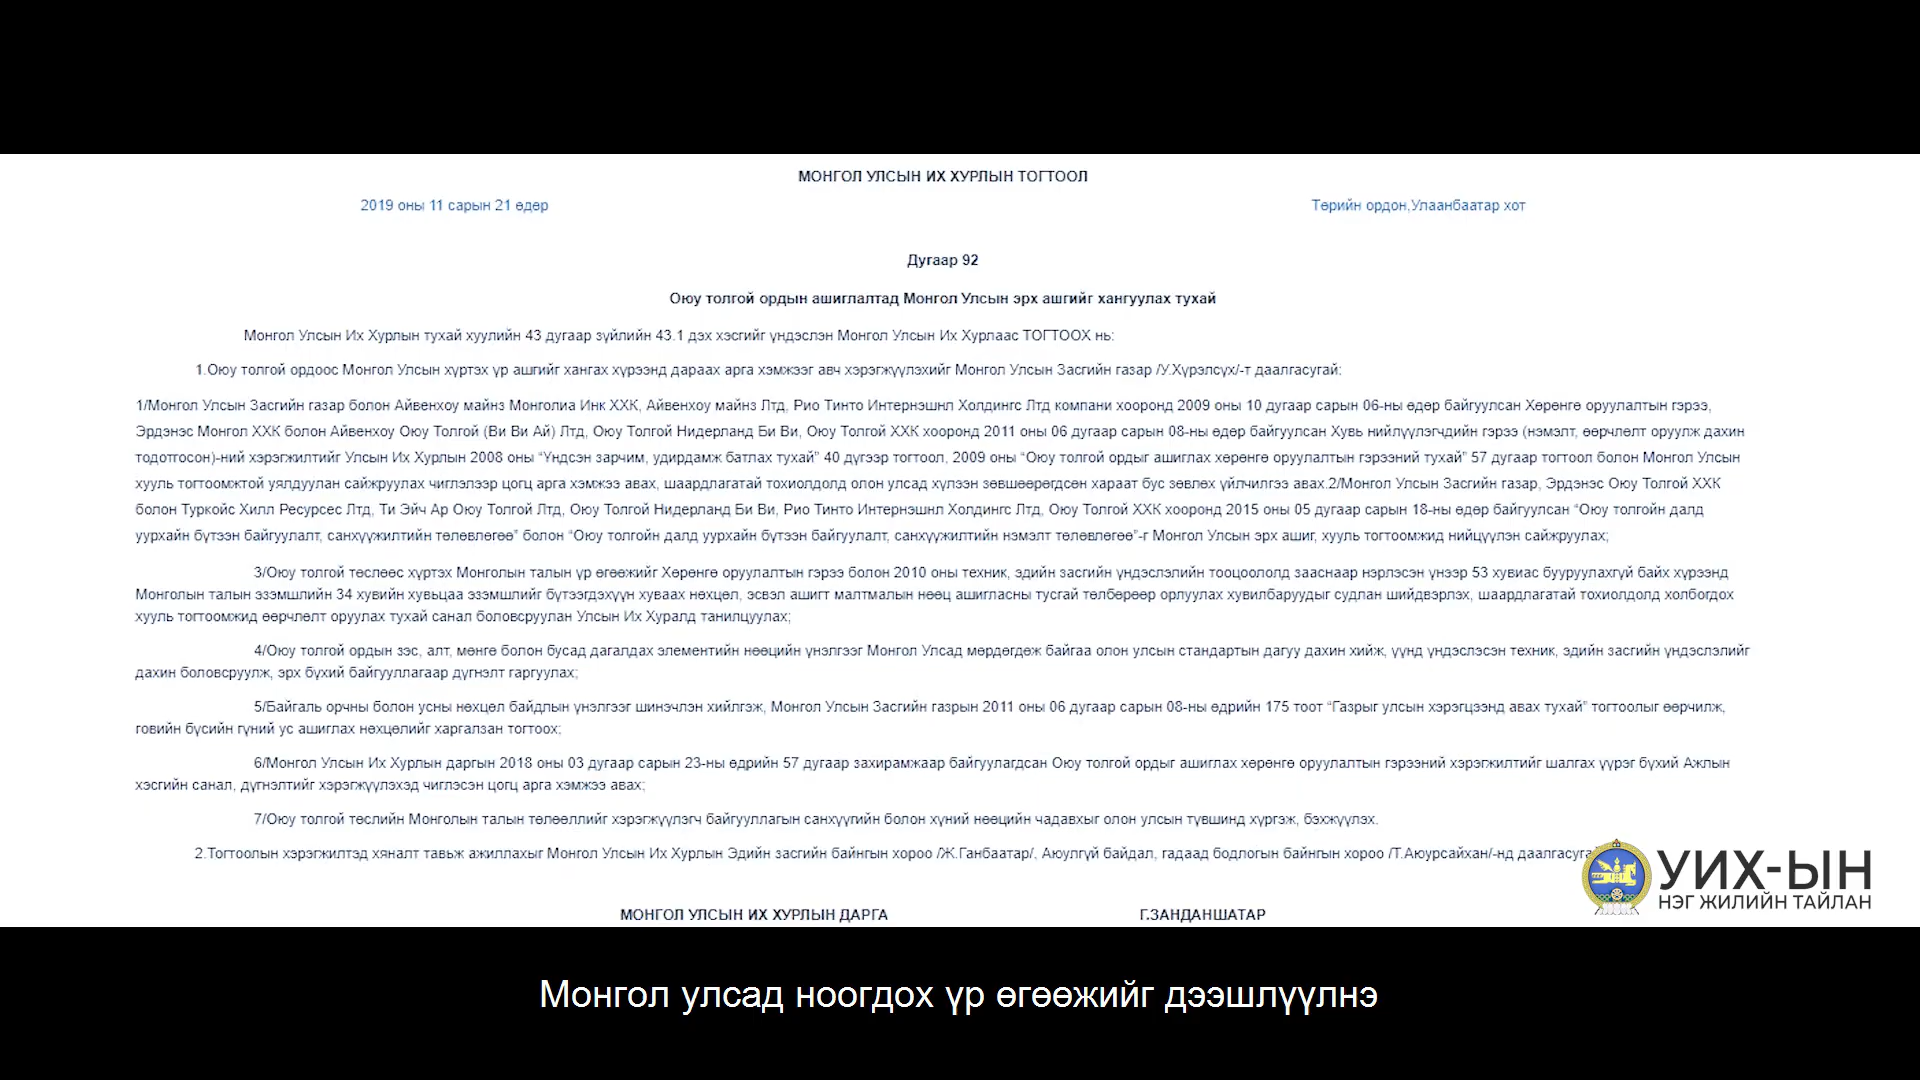 МОНГОЛ УЛСЫН ИХ ХУРЛЫН ТОГТООЛ
2019 оны 11 сарын 21 өдөр
Төрийн ордон,Улаанбаатар хот
Дугаар 92
Оюу толгой ордын ашиглалтад Монгол Улсын эрх ашгийг хангуулах тухай
Монгол Улсын Их Хурлын тухай хуулийн 43 дугаар зүйлийн 43.1 дэх хэсгийг үндэслэн Монгол Улсын Их Хурлаас ТОГТООХ нь:
1.Оюу толгой ордоос Монгол Улсын хүртэх үр ашгийг хангах хүрээнд дараах арга хэмжээг авч хэрэгжүүлэхийг Монгол Улсын Засгийн газар /У.Хүрэлсүх/-т даалгасугай:
1/Монгол Улсын Засгийн газар болон Айвенхоу майнз Монголиа Инк ХХК, Айвенхоу майнз Лтд, Рио Тинто Интернэшнл Холдингс Лтд компани хооронд 2009 оны 10 дугаар сарын 06-ны өдөр байгуулсан Хөрөнгө оруулалтын гэрээ,
Эрдэнэс Монгол ХХК болон Айвенхоу Оюу Толгой (Ви Ви Ай) Лтд, Оюу Толгой Нидерланд Би Ви, Оюу Толгой ХХК хооронд 2011 оны 06 дугаар сарын 08-ны өдөр байгуулсан Хувь нийлүүлэгчдийн гэрээ (нэмэлт, өөрчлөлт оруулж дахин
тодотгосон)-ний хэрэгжилтийг Улсын Их Хурлын 2008 оны “Үндсэн зарчим, удирдамж батлах тухай” 40 дүгээр тогтоол, 2009 оны “Оюу толгой ордыг ашиглах хөрөнгө оруулалтын гэрээний тухай” 57 дугаар тогтоол болон Монгол Улсын
хууль тогтоомжтой уялдуулан сайжруулах чиглэлээр цогц арга хэмжээ авах, шаардлагатай тохиолдолд олон улсад хүлээн зөвшөөрөгдсөн хараат бус зөвлөх үйлчилгээ авах.2/Монгол Улсын Засгийн газар, Эрдэнэс Оюу Толгой ХХК
болон Туркойс Хилл Ресурсес Лтд, Ти Эйч Ар Оюу Толгой Лтд, Оюу Толгой Нидерланд Би Ви, Рио Тинто Интернэшнл Холдингс Лтд, Оюу Толгой ХХК хооронд 2015 оны 05 дугаар сарын 18-ны өдөр байгуулсан “Оюу толгойн далд
уурхайн бүтээн байгуулалт, санхүүжилтийн төлөвлөгөө” болон “Оюу толгойн далд уурхайн бүтээн байгуулалт, санхүүжилтийн нэмэлт төлөвлөгөө”-г Монгол Улсын эрх ашиг, хууль тогтоомжид нийцүүлэн сайжруулах;
3/Оюу толгой төслөөс хүртэх Монголын талын үр өгөөжийг Хөрөнгө оруулалтын гэрээ болон 2010 оны техник, эдийн засгийн үндэслэлийн тооцоололд зааснаар нэрлэсэн үнээр 53 хувиас бууруулахгүй байх хүрээнд
Монголын талын эзэмшлийн 34 хувийн хувьцаа эзэмшлийг бүтээгдэхүүн хуваах нөхцөл, эсвэл ашигт малтмалын нөөц ашигласны тусгай төлбөрөөр орлуулах хувилбаруудыг судлан шийдвэрлэх, шаардлагатай тохиолдолд холбогдох
хууль тогтоомжид өөрчлөлт оруулах тухай санал боловсруулан Улсын Их Хуралд танилцуулах;
4/Оюу толгой ордын зэс, алт, мөнгө болон бусад дагалдах элементийн нөөцийн үнэлгээг Монгол Улсад мөрдөгдөж байгаа олон улсын стандартын дагуу дахин хийж, үүнд үндэслэсэн техник, эдийн засгийн үндэслэлийг
дахин боловсруулж, эрх бүхий байгууллагаар дүгнэлт гаргуулах;
5/Байгаль орчны болон усны нөхцөл байдлын үнэлгээг шинэчлэн хийлгэж, Монгол Улсын Засгийн газрын 2011 оны 06 дугаар сарын 08-ны өдрийн 175 тоот “Газрыг улсын хэрэгцээнд авах тухай” тогтоолыг өөрчилж,
говийн бүсийн гүний ус ашиглах нөхцөлийг харгалзан тогтоох;
6/Монгол Улсын Их Хурлын даргын 2018 оны 03 дугаар сарын 23-ны өдрийн 57 дугаар захирамжаар байгуулагдсан Оюу толгой ордыг ашиглах хөрөнгө оруулалтын гэрээний хэрэгжилтийг шалгах үүрэг бүхий Ажлын
хэсгийн санал, дүгнэлтийг хэрэгжүүлэхэд чиглэсэн цогц арга хэмжээ авах;
7/Оюу толгой төслийн Монголын талын төлөөллийг хэрэгжүүлэгч байгууллагын санхүүгийн болон хүний нөөцийн чадавхыг олон улсын түвшинд хүргэж, бэхжүүлэх.
2.Тогтоолын хэрэгжилтэд хяналт тавьж ажиллахыг Монгол Улсын Их Хурлын Эдийн засгийн байнгын хороо /Ж.Ганбаатар/, Аюулгүй байдал, гадаад бодлогын байнгын хороо /Т.Аюурсайхан/-нд
МОНГОЛ УЛСЫН ИХ ХУРЛЫН ДАРГА
Г.ЗАНДАНШАТАР
УИХ-ЫН
НЭГ ЖИЛИЙН ТАЙЛАН
Монгол улсад ноогдох үр өгөөжийг дээшлүүлнэ